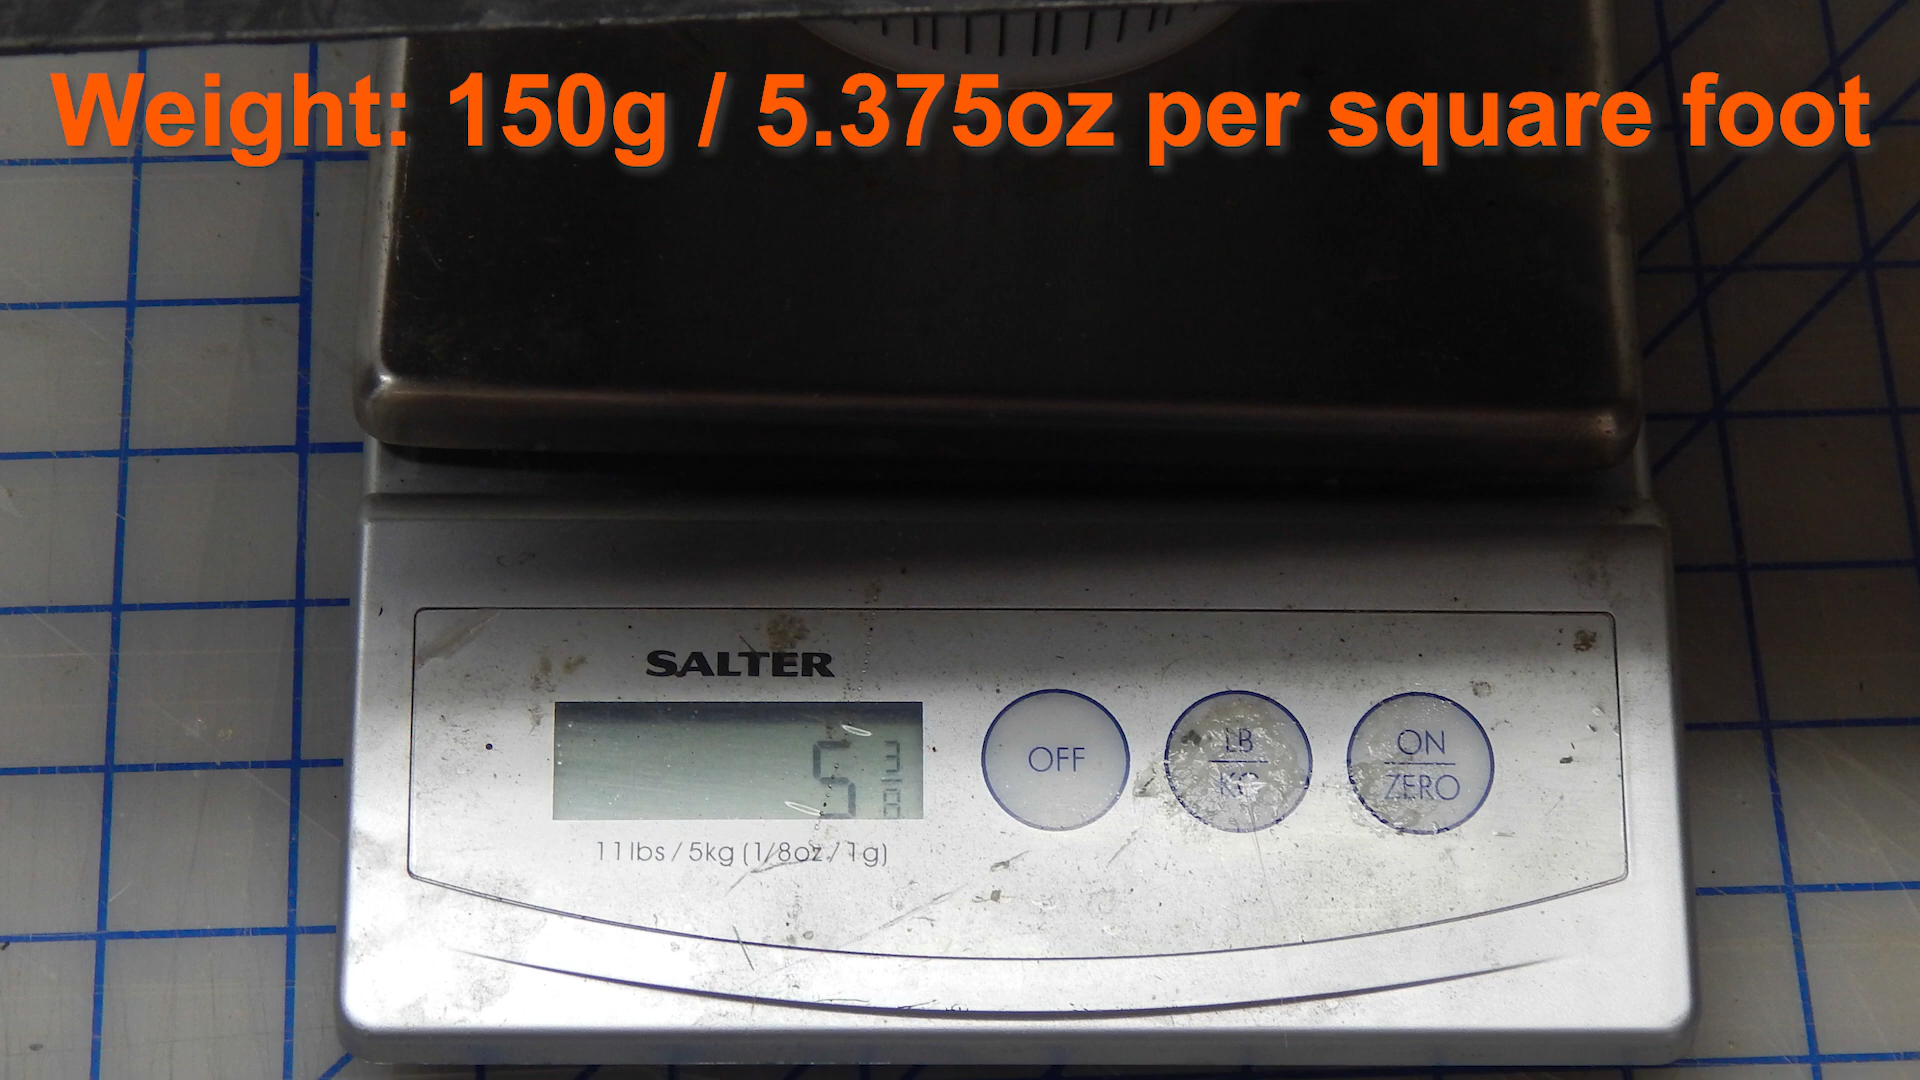 Weight: 150g / 5.375oz per square foot
SALTER
5 3/8
OFF
LB
KG
ON
ZERO
11lbs / 5kg (1/8oz / 1g)